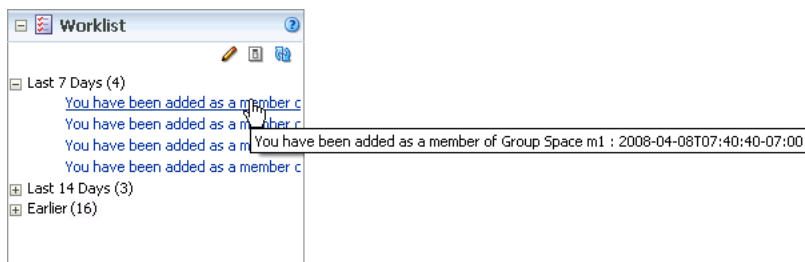 Worklist
Last 7 Days (4)
You have been added as a member c
You have been added as a member c
You have been added as a m
You have been added as a member of Group Space m1 : 2008-04-08T07:40:40-07:00
You have been added as a member c
Last 14 Days (3)
Earlier (16)